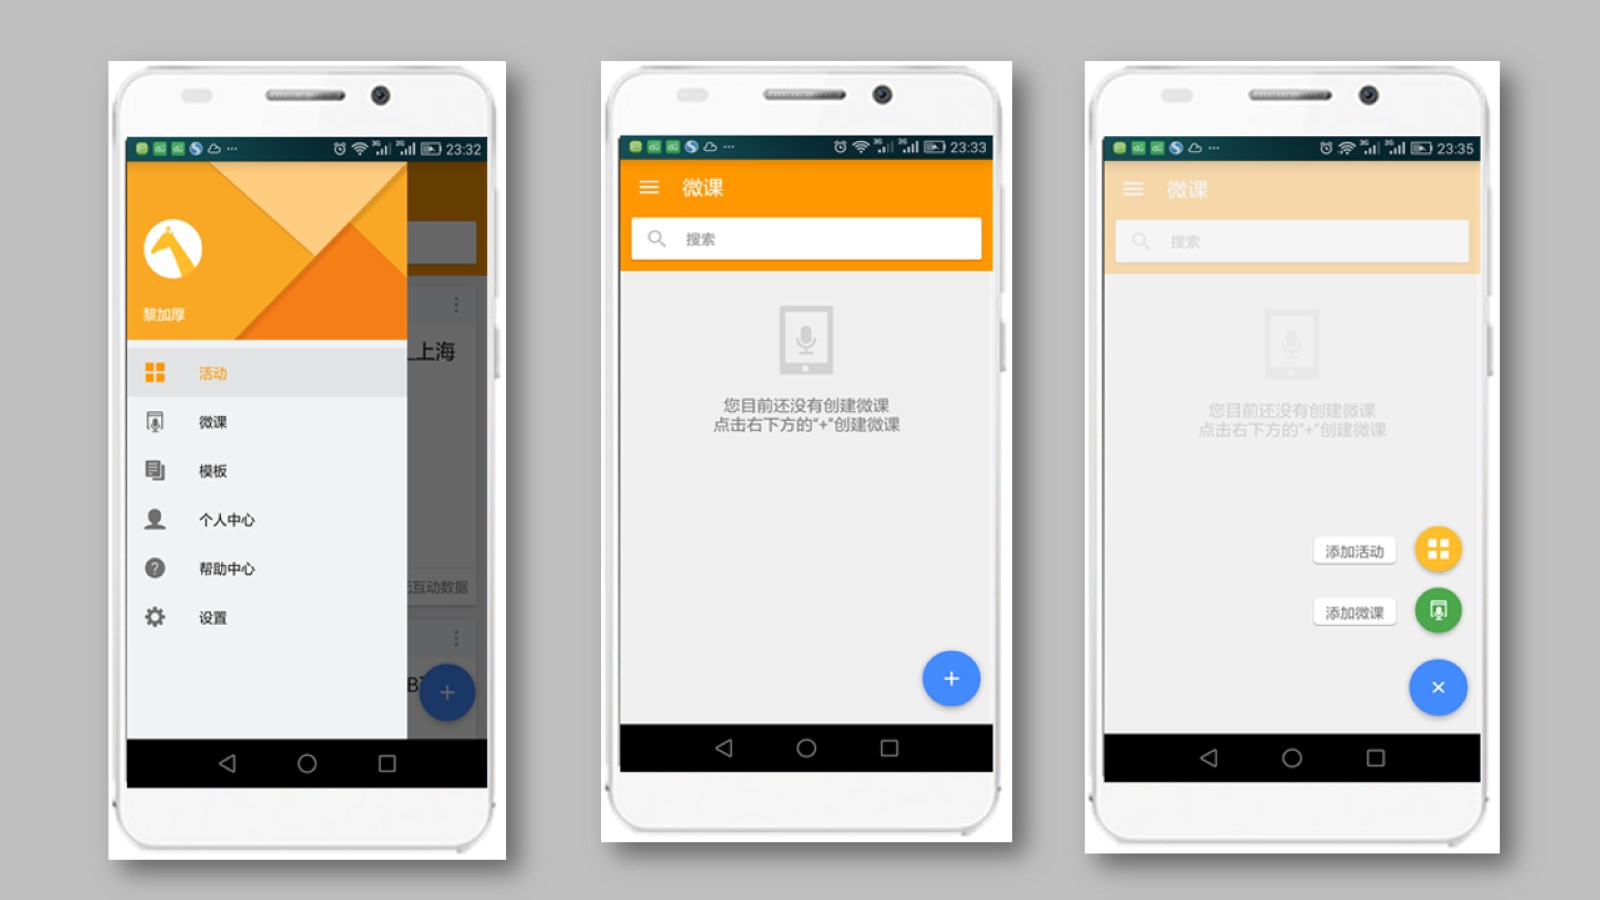 23:32
黎加厚
活动
微课
模板
个人中心
帮助中心
设置
_上海
互动数据
23:33
微课
搜索
您目前还没有创建微课
点击右下方的“+”创建微课
23:35
微课
搜索
您目前还没有创建微课
点击右下方的“+”创建微课
添加活动
添加微课